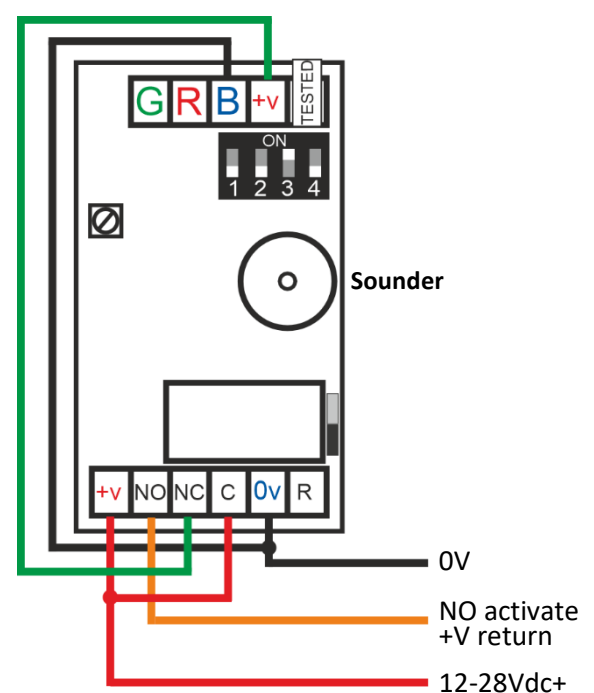 G R B +v TESTED
ON
1 2 3 4
Sounder
+v NO NC C 0v R
0V
NO activate
+V return
12-28Vdc+